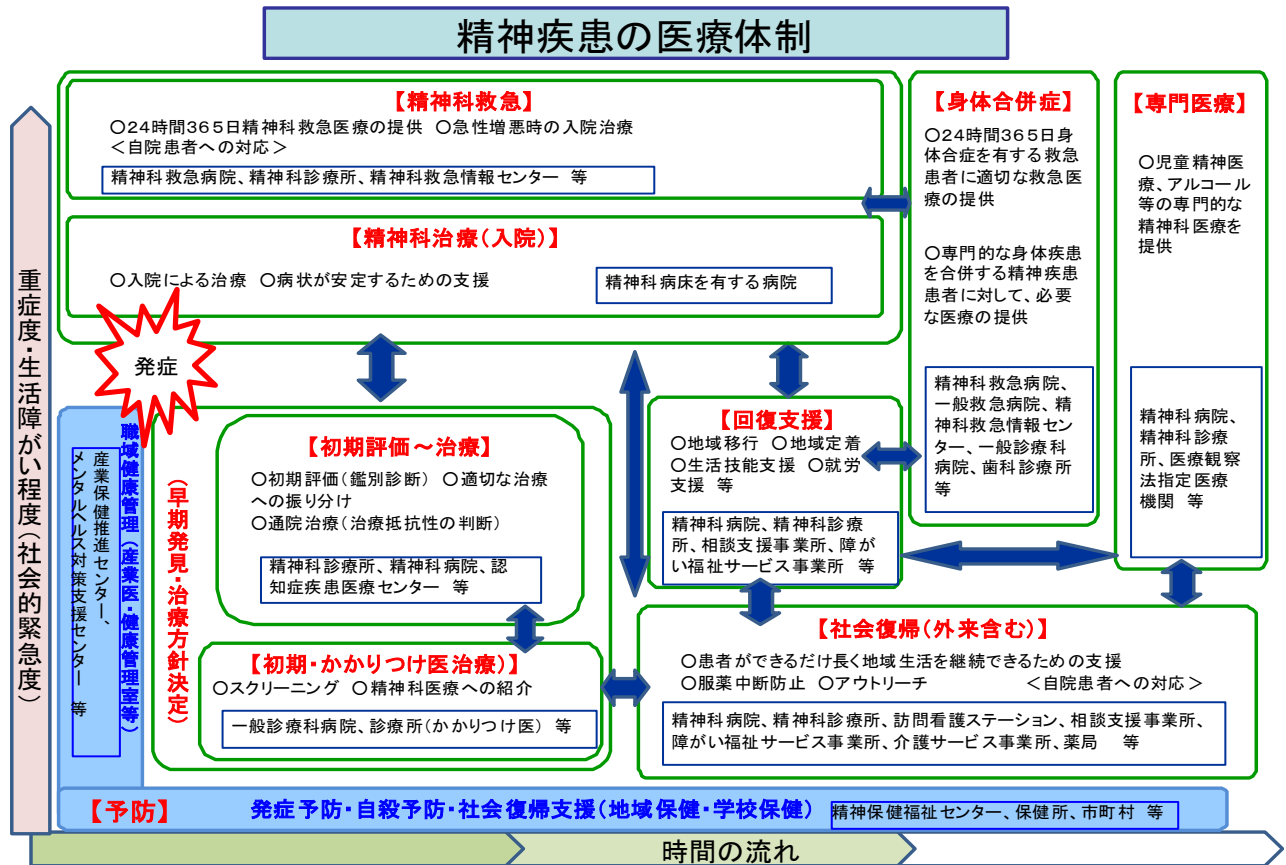 精神疾患の医療体制
重症度・生活障がい程度(社会的緊急度)
【精神科救急】
○24時間365日精神科救急医療の提供 ○急性増悪時の入院治療
<自院患者への対応>
精神科救急病院、精神科診療所、精神科救急情報センター 等
【精神科治療(入院)】
○入院による治療 ○病状が安定するための支援
精神科病床を有する病院
【身体合併症】
○24時間365日身
体合症を有する救急
患者に適切な救急医
療の提供
○専門的な身体疾患
を合併する精神疾患
患者に対して、必要
な医療の提供
精神科救急病院、
一般救急病院、精
神科救急情報セン
ター、一般診療科
病院、歯科診療所
等
【専門医療】
○児童精神医
療、アルコール
等の専門的な
精神科医療を
提供
精神科病院、
精神科診療
所、医療観察
法指定医療
機関 等
発症
職域健康管理(産業医・健康管理室等)
産業保健推進センター、
メンタルヘルス対策支援センター 等
(早期発見・治療方針決定)
【初期評価~治療】
○初期評価(鑑別診断) ○適切な治療
への振り分け
○通院治療(治療抵抗性の判断)
精神科診療所、精神科病院、認
知症疾患医療センター 等
【初期・かかりつけ医治療)】
○スクリーニング ○精神科医療への紹介
一般診療科病院、診療所(かかりつけ医) 等
【回復支援】
○地域移行 ○地域定着
○生活技能支援 ○就労
支援 等
精神科病院、精神科診療
所、相談支援事業所、障が
い福祉サービス事業所 等
【社会復帰(外来含む)】
○患者ができるだけ長く地域生活を継続できるための支援
○服薬中断防止 ○アウトリーチ <自院患者への対応>
精神科病院、精神科診療所、訪問看護ステーション、相談支援事業所、
障がい福祉サービス事業所、介護サービス事業所、薬局 等
【予防】 発症予防・自殺予防・社会復帰支援(地域保健・学校保健) 精神保健福祉センター、保健所、市町村 等
時間の流れ